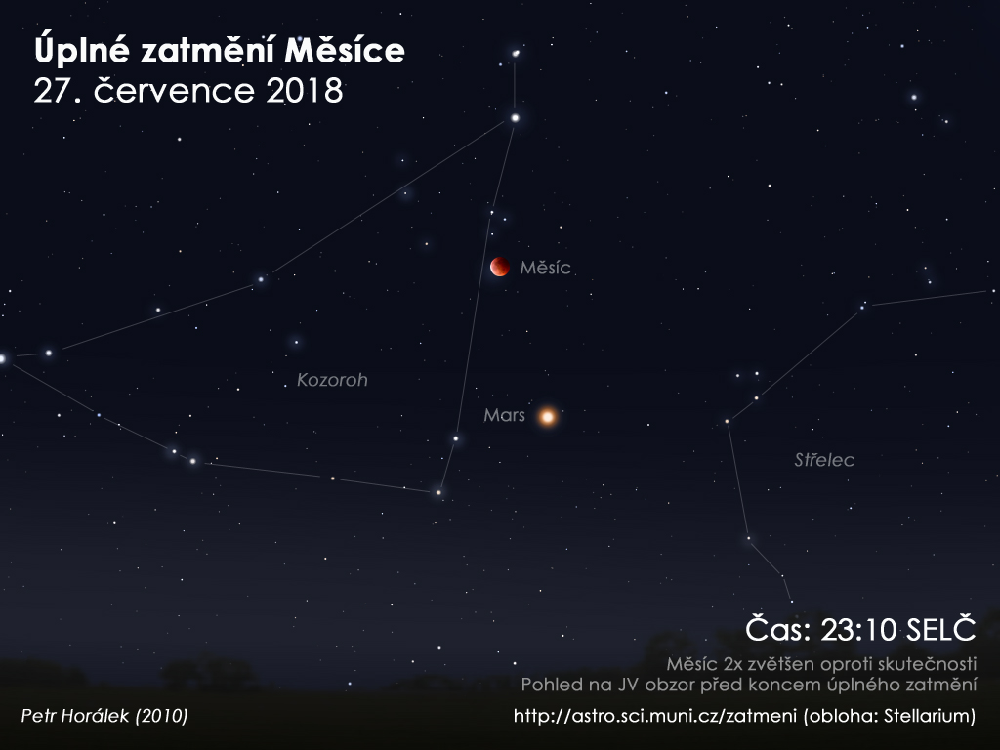 Úplné zatmění Měsíce
27. července 2018
Měsíc
Kozoroh
Mars
Střelec
Čas: 23:10 SELČ
Měsíc 2x zvětšen oproti skutečnosti
Pohled na JV obzor před koncem úplného zatmění
Petr Horálek (2010)
http://astro.sci.muni.cz/zatmeni (obloha: Stellarium)